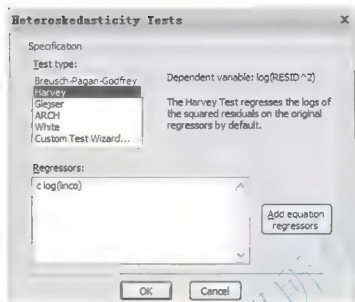 Heteroskedasticity Tests
X
Specification
Test type:
Breusch-Pagan-Godfrey
Harvey
Glejser
ARCH
White
Custom Test Wizard...
Dependent variable: log(RESID^2)
The Harvey Test regresses the logs
of the squared residuals on the original
regressors by default.
Regressors:
c log(linco)
Add equation
regressors
OK
Cancel